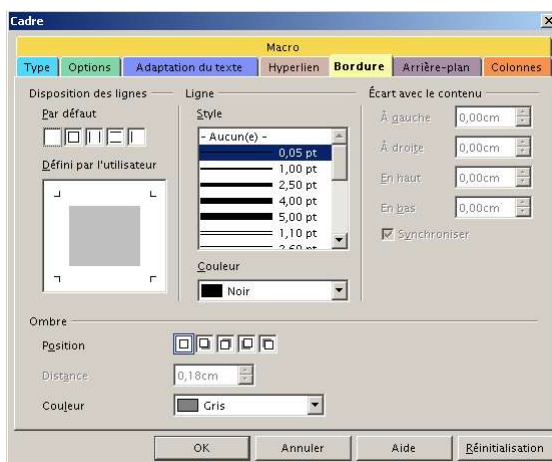 Cadre
Macro
Type Options Adaptation du texte Hyperlien Bordure Arrière-plan Colonnes
Disposition des lignes
Par défaut
Défini par l'utilisateur
Ligne
Style
- Aucun(e) -
0,05 pt
1,00 pt
2,50 pt
4,00 pt
5,00 pt
1,10 pt
2,60 pt
Couleur
Noir
Écart avec le contenu
À gauche 0,00cm
À droite 0,00cm
En haut 0,00cm
En bas 0,00cm
Synchroniser
Ombre
Position
Distance 0,18cm
Couleur Gris
OK Annuler Aide Réinitialisation